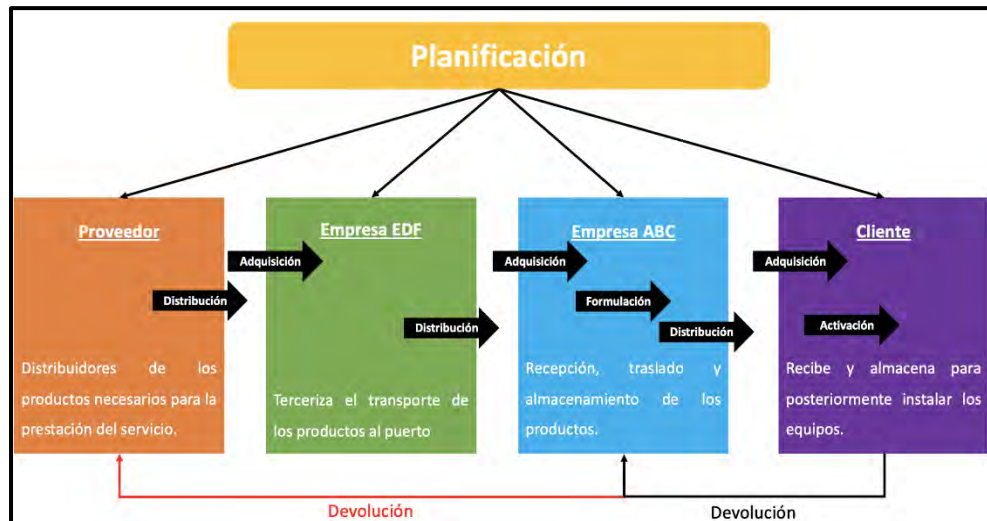 Planificación
Proveedor
Adquisición
Distribución
Distribuidores de los
productos necesarios para la
prestación del servicio.
Empresa EDF
Distribución
Terceriza el transporte de
los productos al puerto
Empresa ABC
Adquisición
Formulación
Distribución
Recepción, traslado y
almacenamiento de los
productos.
Cliente
Adquisición
Activación
Recibe y almacena para
posteriormente instalar los
equipos.
Devolución
Devolución